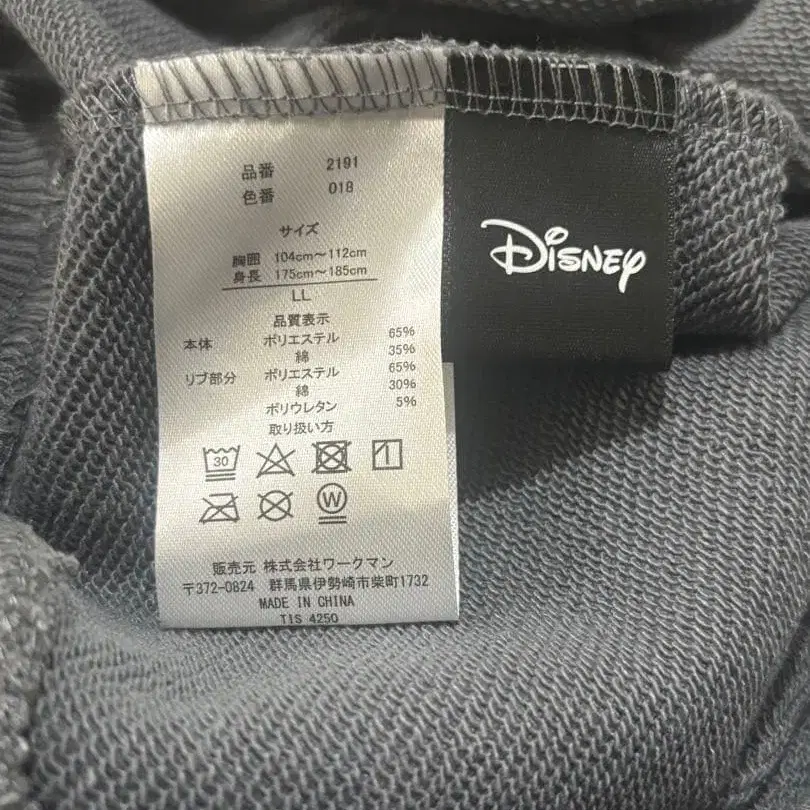 品番 2191
色番 018
サイズ
胸囲 104cm～112cm
身長 175cm～185cm
LL
品質表示
本体 ポリエステル 65%
綿 35%
リブ部分 ポリエステル 65%
綿 30%
ポリウレタン 5%
取り扱い方
30
W
販売元 株式会社ワークマン
〒372-0824 群馬県伊勢崎市柴町1732
MADE IN CHINA
TIS 4250
Disney